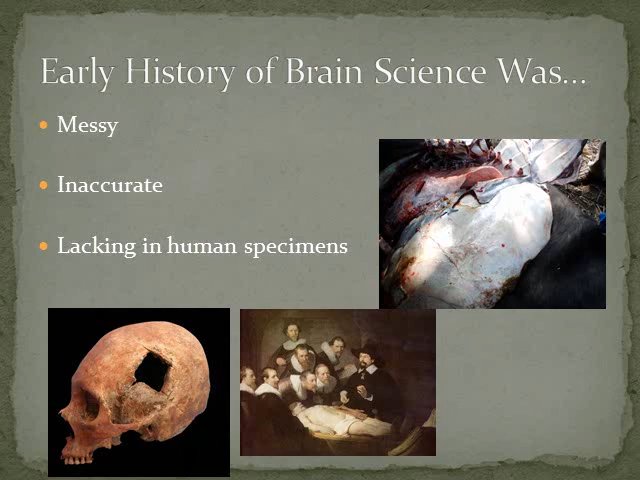 Early History of Brain Science Was...
Messy
Inaccurate
Lacking in human specimens